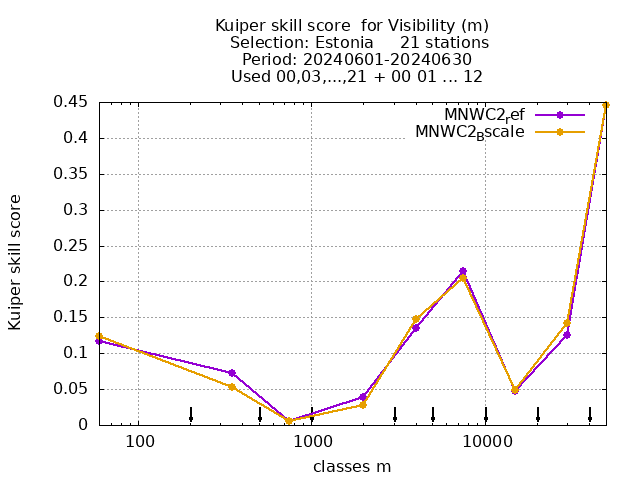 Kuiper skill score  for Visibility (m)
Selection: Estonia     21 stations
Period: 20240601-20240630
Used 00,03,...,21 + 00 01 ... 12
MNWC2ref
MNWC2Bscale
0.45
0.4
0.35
0.3
0.25
0.2
0.15
0.1
0.05
0
Kuiper skill score
100
1000
10000
classes m